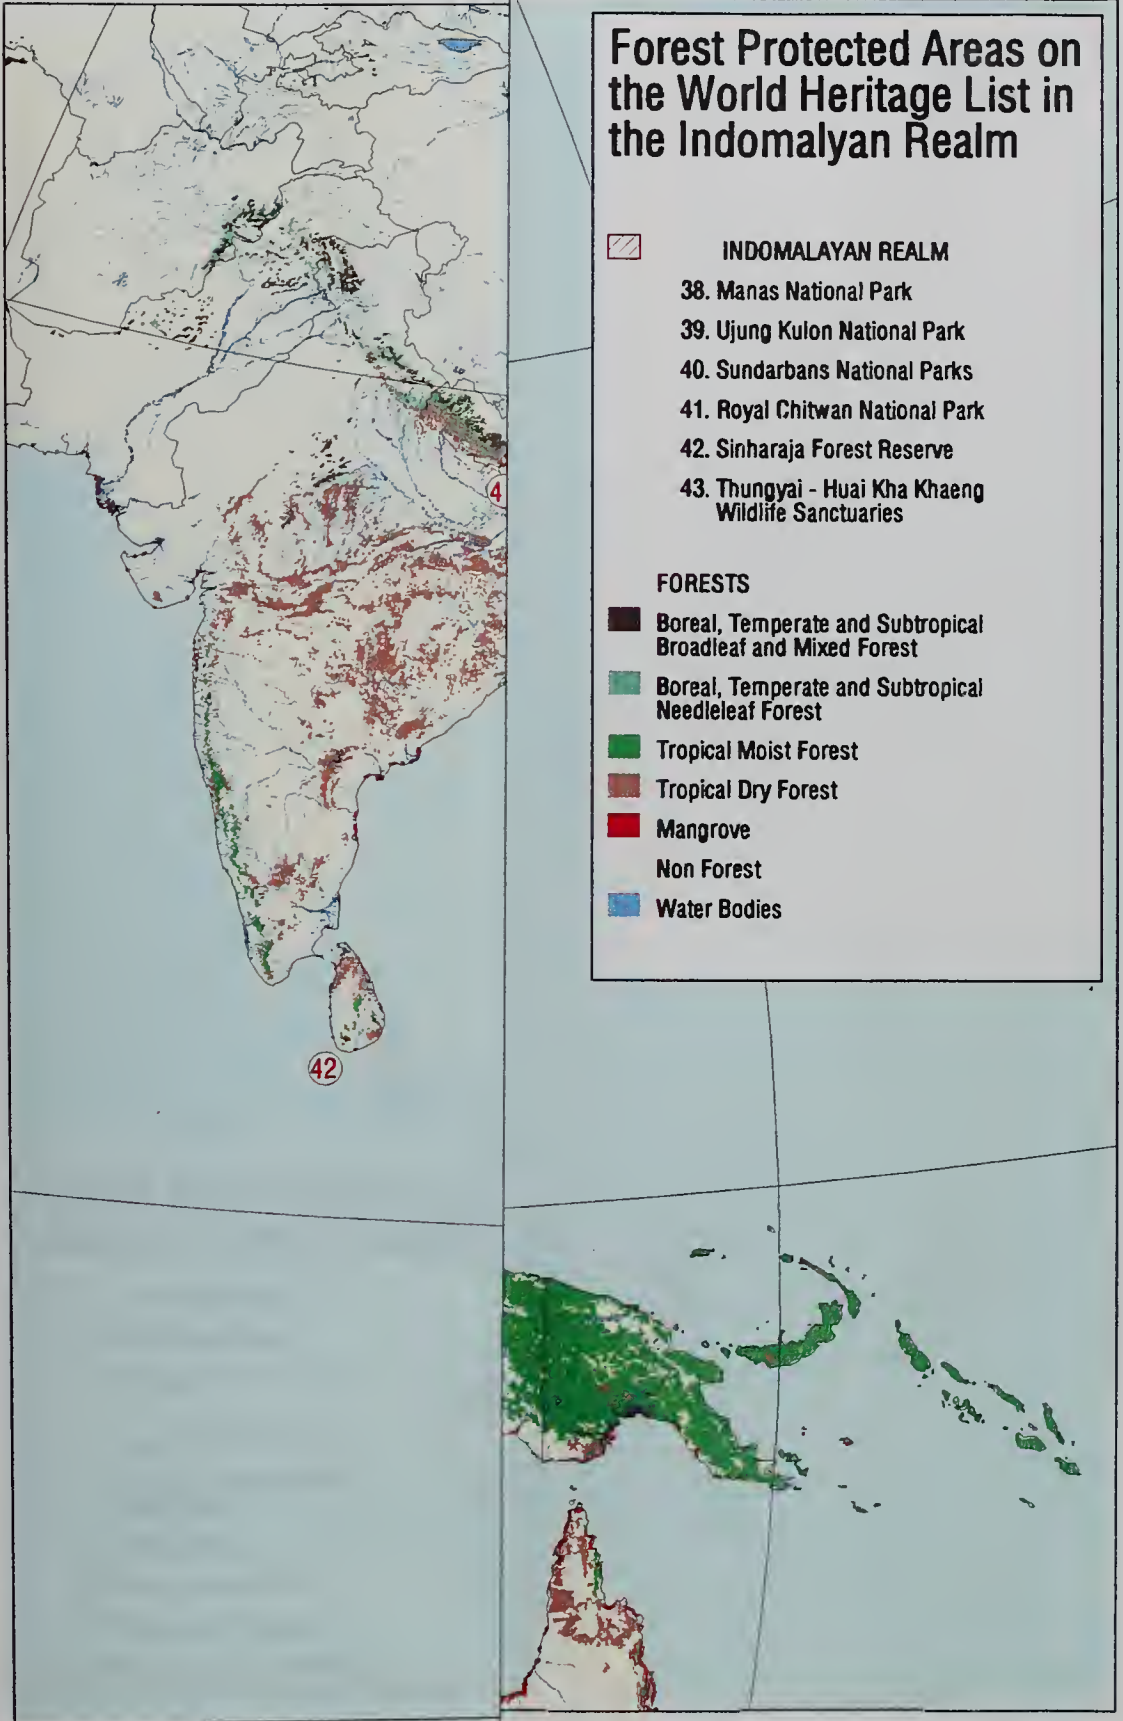 Forest Protected Areas on
the World Heritage List in
the Indomalyan Realm
INDOMALAYAN REALM
38. Manas National Park
39. Ujung Kulon National Park
40. Sundarbans National Parks
41. Royal Chitwan National Park
42. Sinharaja Forest Reserve
43. Thungyai - Huai Kha Khaeng
Wildlife Sanctuaries
FORESTS
Boreal, Temperate and Subtropical
Broadleaf and Mixed Forest
Boreal, Temperate and Subtropical
Needleleaf Forest
Tropical Moist Forest
Tropical Dry Forest
Mangrove
Non Forest
Water Bodies
4
42